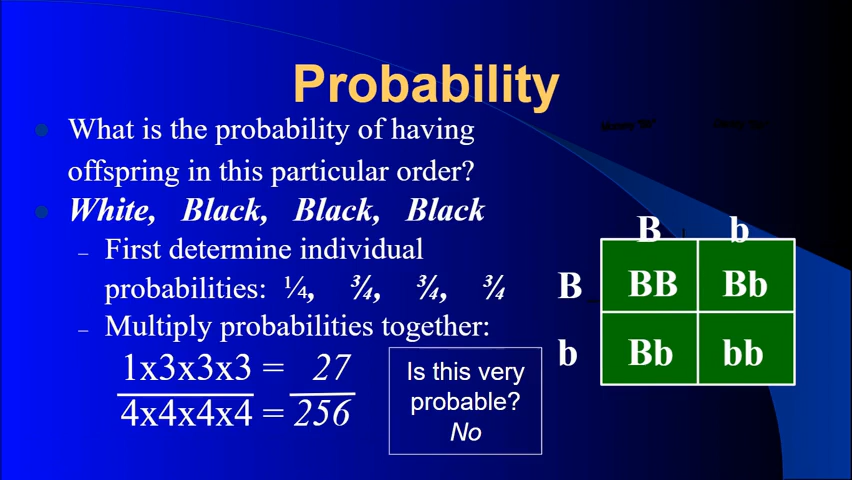 Probability
What is the probability of having
offspring in this particular order?
White, Black, Black, Black
– First determine individual
probabilities: ¼, ¾, ¾, ¾
– Multiply probabilities together:
1x3x3x3 = 27
4x4x4x4 = 256
Is this very
probable?
No
B b
B BB Bb
b Bb bb